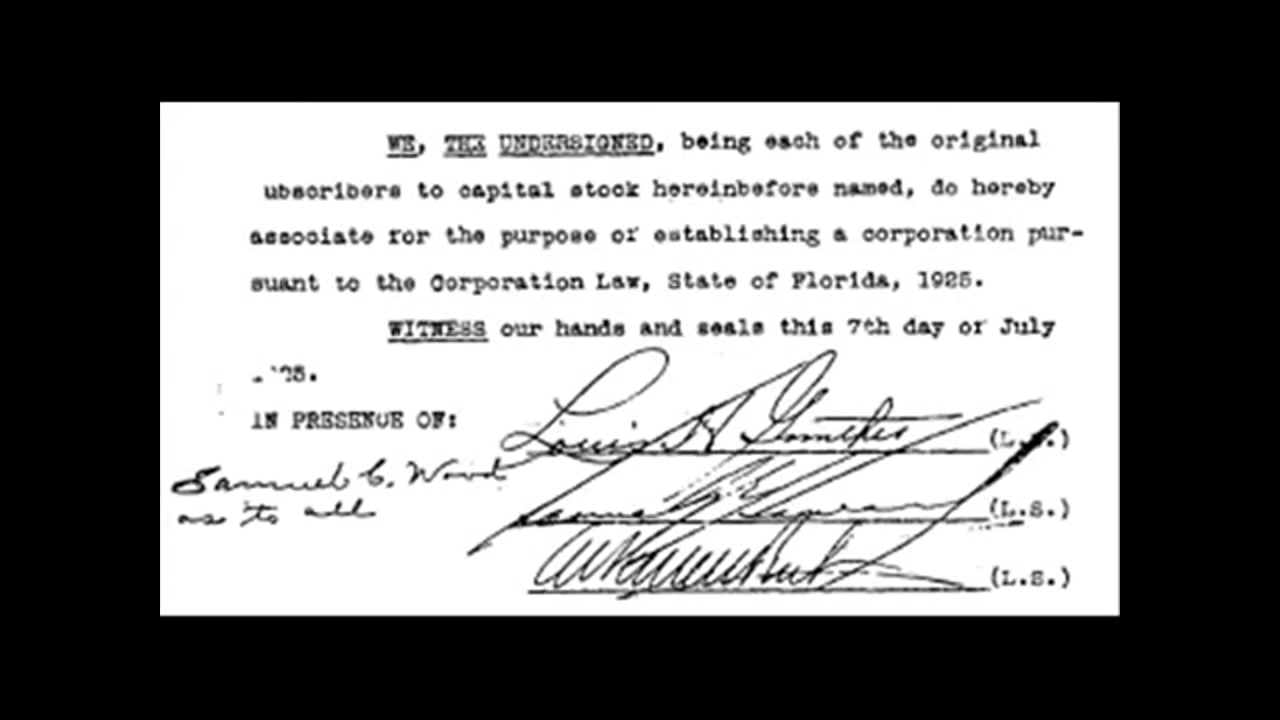 WE, THE UNDERSIGNED, being each of the original
ubscribers to capital stock hereinbefore named, do hereby
associate for the purpose of establishing a corporation pur-
suant to the Corporation Law, State of Florida, 1925.
WITNESS our hands and seals this 7th day of July
25.
IN PRESENCE OF:
Louis A (L.S.)
Samuel C. Wood
as to all
(L.S.)
(L.S.)